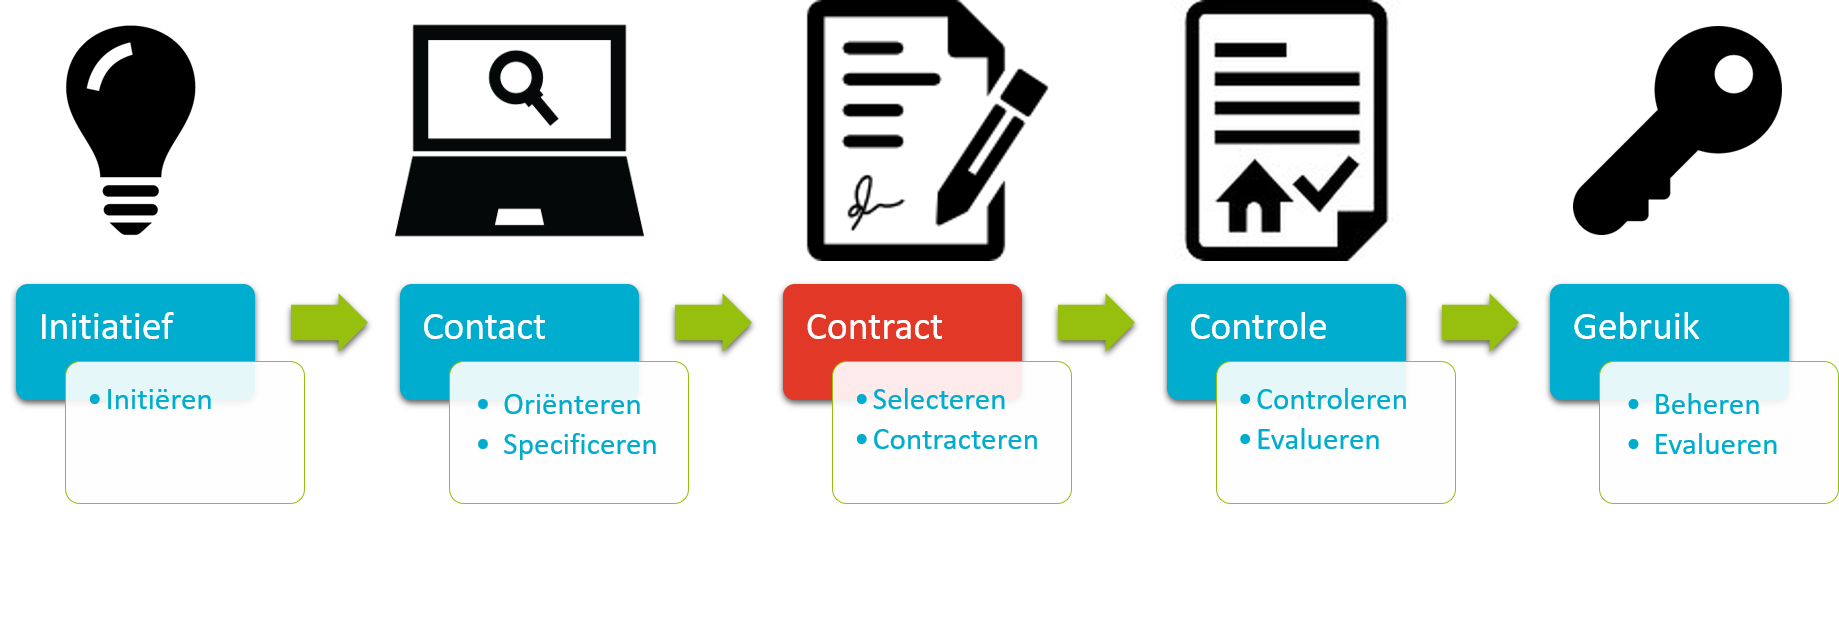 Initiatief
• Initiëren
Contact
• Oriënteren
• Specificeren
Contract
• Selecteren
• Contracteren
Controle
• Controleren
• Evalueren
Gebruik
• Beheren
• Evalueren